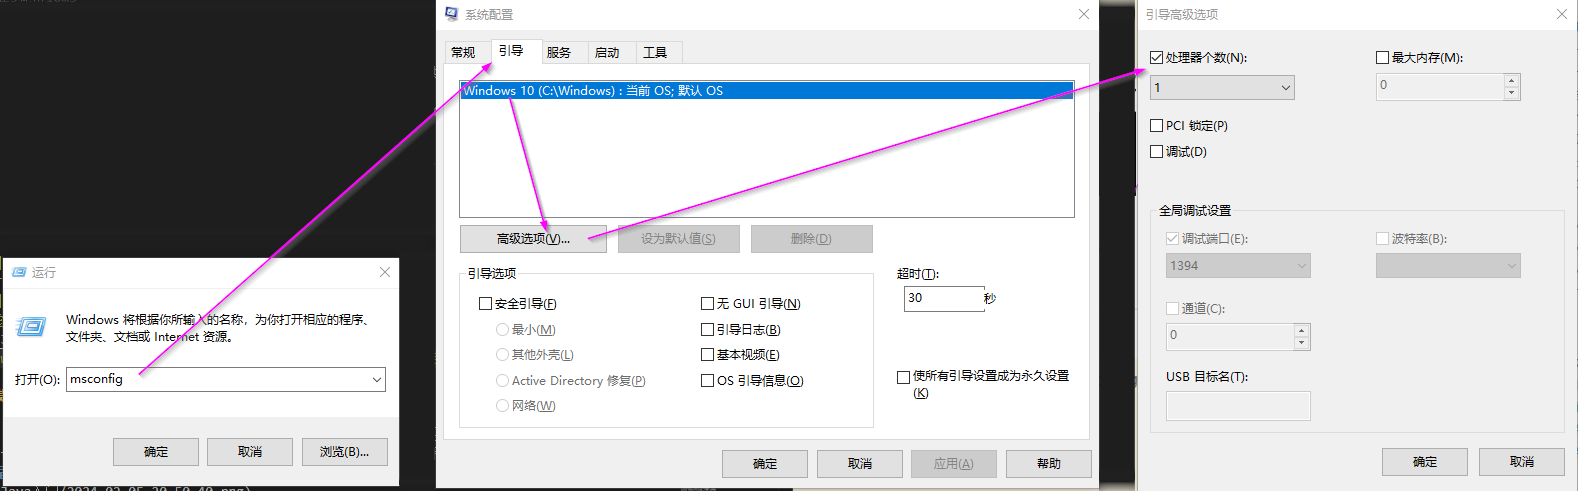 运行
Windows 将根据你所输入的名称，为你打开相应的程序、
文件夹、文档或 Internet 资源。
打开(O):
msconfig
确定
取消
浏览(B)...
系统配置
常规
引导
服务
启动
工具
Windows 10 (C:\Windows) : 当前 OS; 默认 OS
高级选项(V)...
设为默认值(S)
删除(D)
引导选项
安全引导(F)
最小(M)
其他外壳(L)
Active Directory 修复(P)
网络(W)
无 GUI 引导(N)
引导日志(B)
基本视频(E)
OS 引导信息(O)
超时(T):
30
秒
使所有引导设置成为永久设置
(K)
确定
取消
应用(A)
帮助
引导高级选项
处理器个数(N):
1
最大内存(M):
0
PCI 锁定(P)
调试(D)
全局调试设置
调试端口(E):
1394
波特率(B):
通道(C):
0
USB 目标名(T):
确定
取消